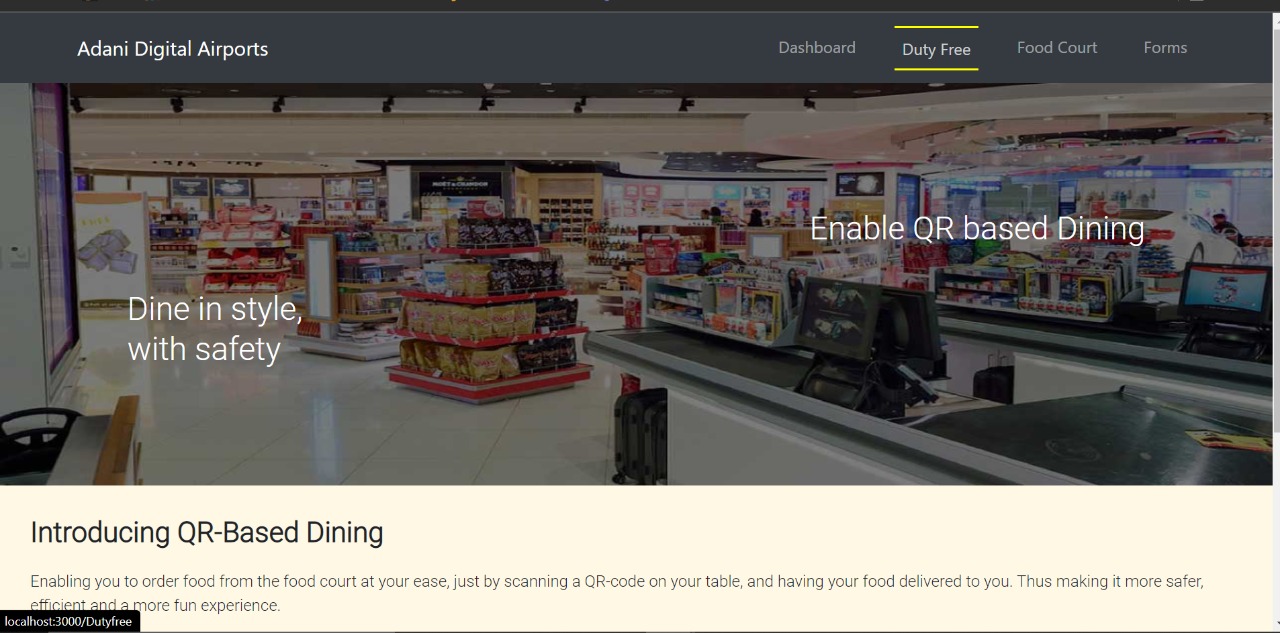 Adani Digital Airports
Dashboard
Duty Free
Food Court
Forms
MOËT & CHANDON
Enable QR based Dining
Dine in style,
with safety
Introducing QR-Based Dining
Enabling you to order food from the food court at your ease, just by scanning a QR-code on your table, and having your food delivered to you. Thus making it more safer,
efficient and a more fun experience.
localhost:3000/Dutyfree